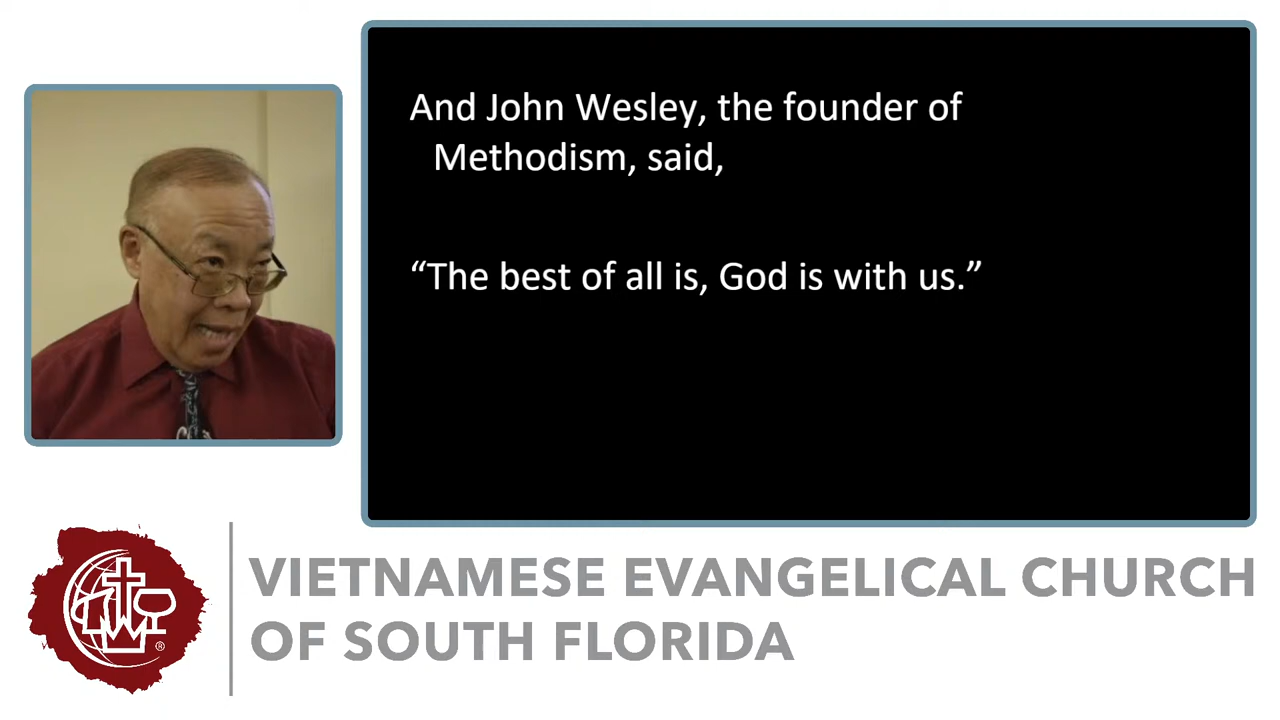 And John Wesley, the founder of
Methodism, said,
“The best of all is, God is with us.”
VIETNAMESE EVANGELICAL CHURCH
OF SOUTH FLORIDA
®